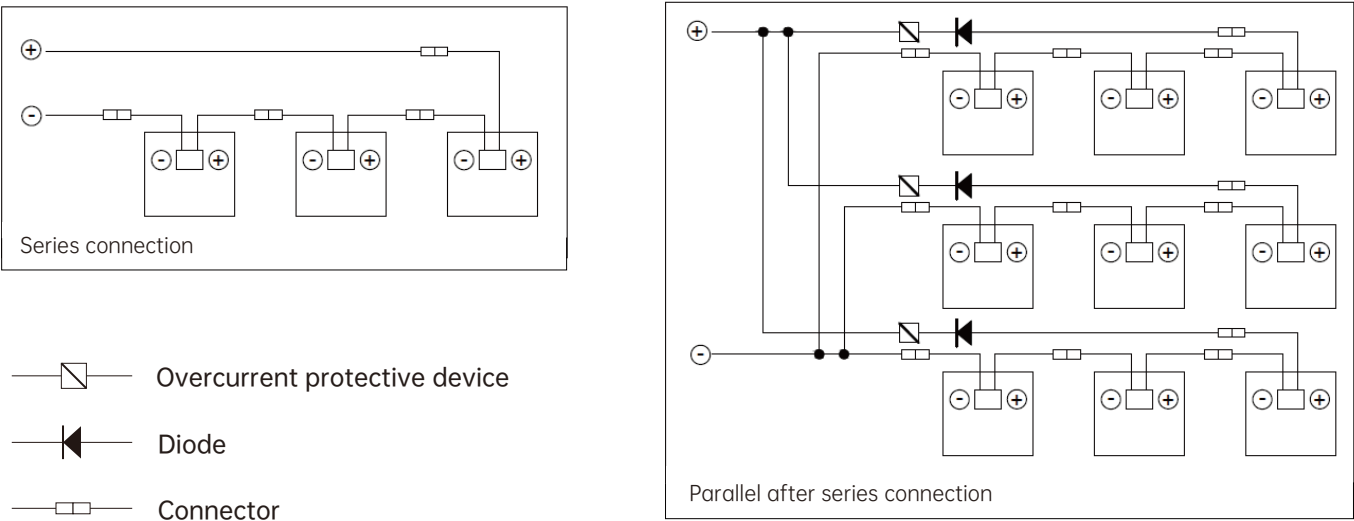 Series connection
Overcurrent protective device
Diode
Connector
Parallel after series connection